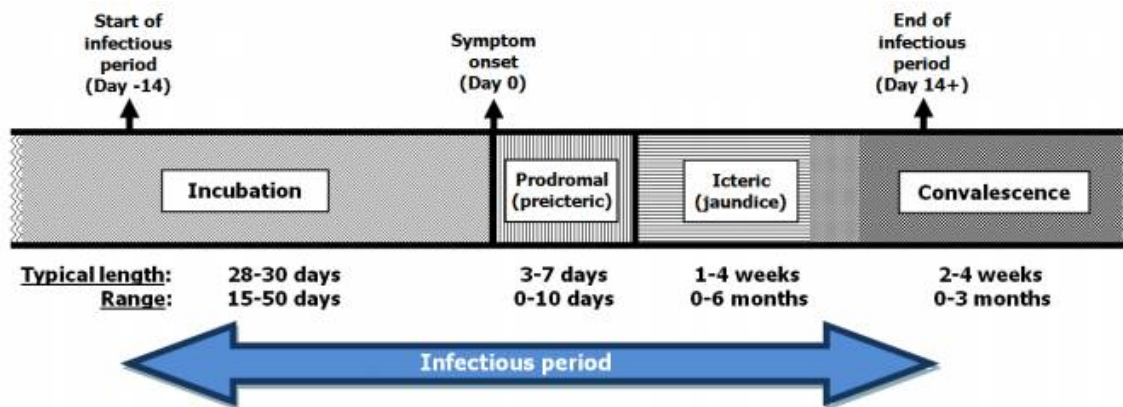 Start of
infectious
period
(Day -14)
Symptom
onset
(Day 0)
End of
infectious
period
(Day 14+)
Incubation
Prodromal
(preicteric)
Icteric
(jaundice)
Convalescence
Typical length: 28-30 days 3-7 days 1-4 weeks 2-4 weeks
Range: 15-50 days 0-10 days 0-6 months 0-3 months
Infectious period